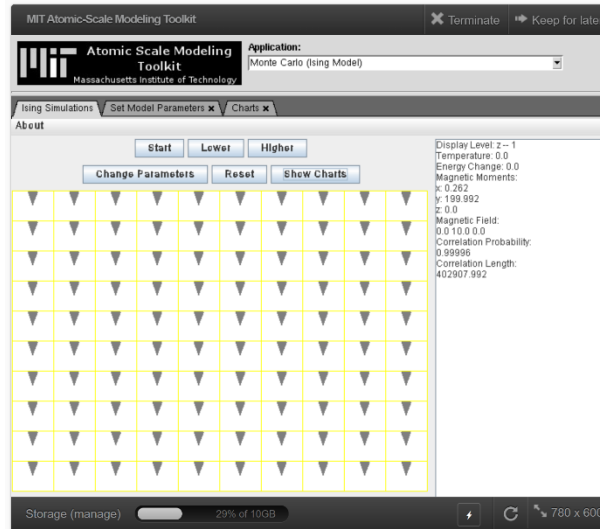 MIT Atomic-Scale Modeling Toolkit
Terminate
Keep for later
Atomic Scale Modeling
Toolkit
Massachusetts Institute of Technology
Application:
Monte Carlo (Ising Model)
Ising Simulations
Set Model Parameters
Charts
About
Start
Lower
Higher
Change Parameters
Reset
Show Charts
Display Level: z -- 1
Temperature: 0.0
Energy Change: 0.0
Magnetic Moments:
x: 0.262
y: 199.992
z: 0.0
Magnetic Field:
0.0 10.0 0.0
Correlation Probability:
0.99996
Correlation Length:
402907.992
Storage (manage)
29% of 10GB
780 x 600